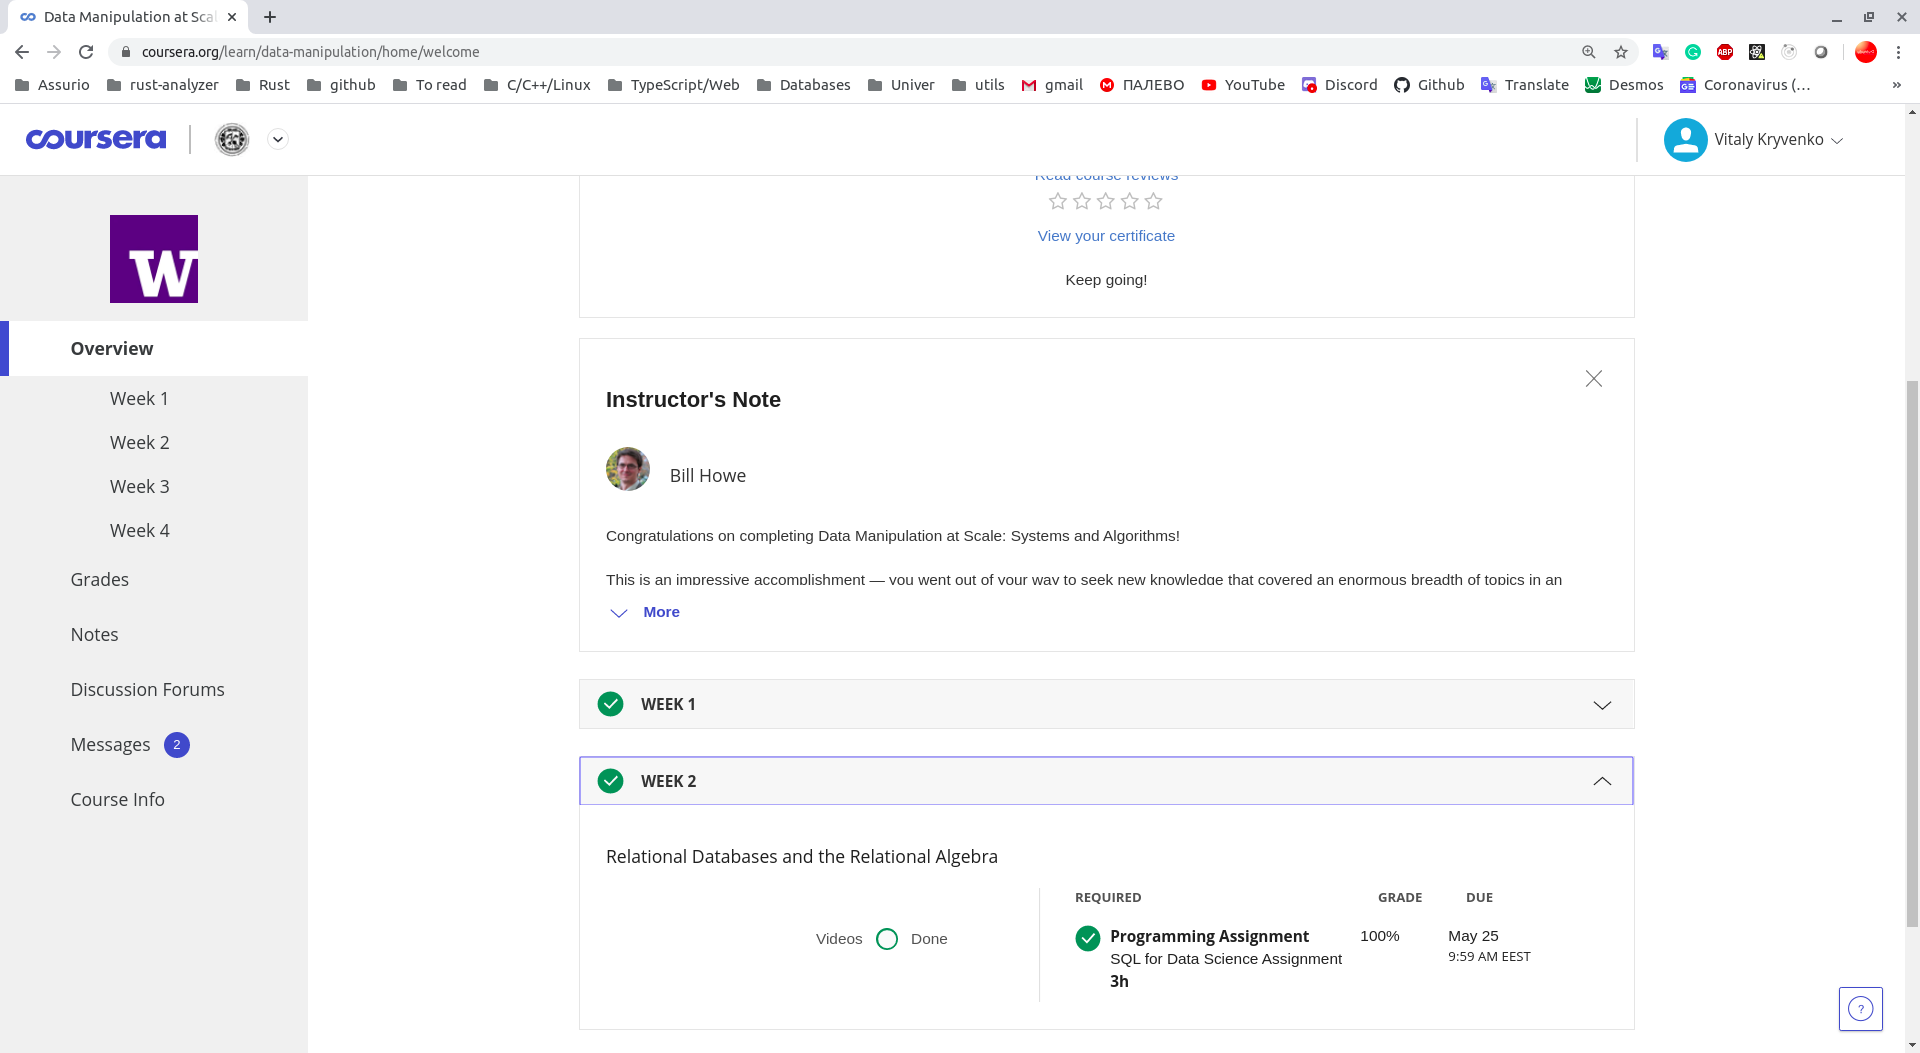 Data Manipulation at Scal
coursera.org/learn/data-manipulation/home/welcome
Assurio rust-analyzer Rust github To read C/C++/Linux TypeScript/Web Databases Univer utils gmail ПАЛЕВО YouTube Discord Github Translate Desmos Coronavirus (... »
coursera
Vitaly Kryvenko
W
Overview
Week 1
Week 2
Week 3
Week 4
Grades
Notes
Discussion Forums
Messages 2
Course Info
Read course reviews
View your certificate
Keep going!
Instructor's Note
Bill Howe
Congratulations on completing Data Manipulation at Scale: Systems and Algorithms!
This is an impressive accomplishment — you went out of your way to seek new knowledge that covered an enormous breadth of topics in an
More
WEEK 1
WEEK 2
Relational Databases and the Relational Algebra
Videos Done
REQUIRED GRADE DUE
Programming Assignment 100% May 25
SQL for Data Science Assignment 9:59 AM EEST
3h
?